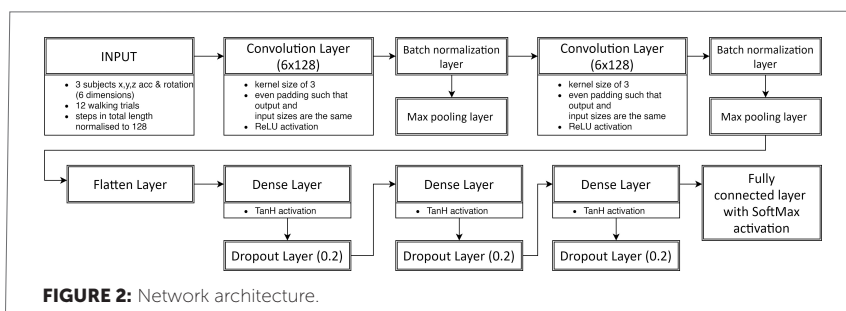 INPUT
• 3 subjects x,y,z acc & rotation
(6 dimensions)
• 12 walking trials
• steps in total length
normalised to 128
Convolution Layer
(6x128)
• kernel size of 3
• even padding such that
output and
input sizes are the same
• ReLU activation
Batch normalization
layer
Max pooling layer
Convolution Layer
(6x128)
• kernel size of 3
• even padding such that
output and
input sizes are the same
• ReLU activation
Batch normalization
layer
Max pooling layer
Flatten Layer
Dense Layer
• TanH activation
Dropout Layer (0.2)
Dense Layer
• TanH activation
Dropout Layer (0.2)
Dense Layer
• TanH activation
Dropout Layer (0.2)
Fully
connected layer
with SoftMax
activation
FIGURE 2: Network architecture.